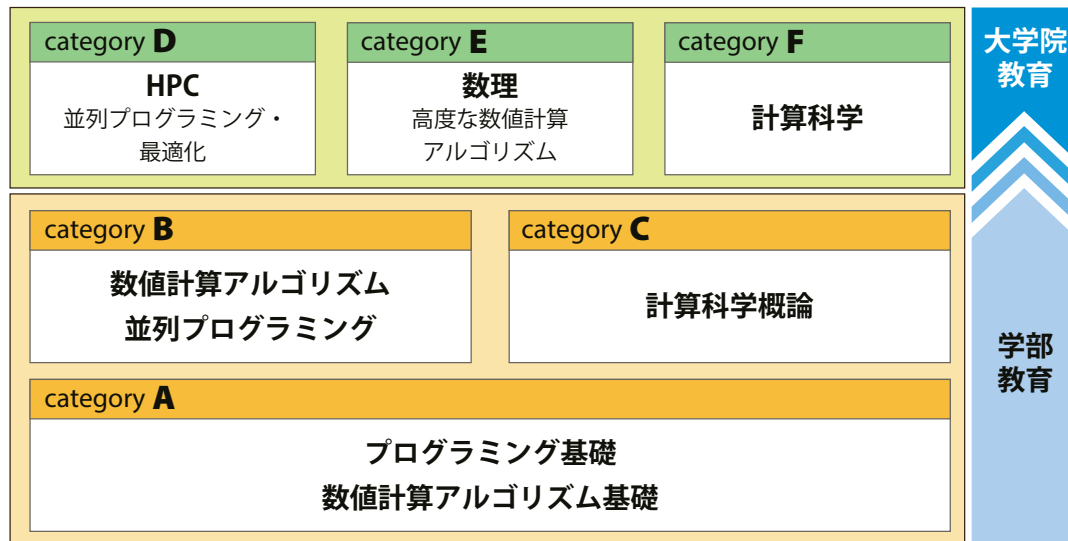 category D
HPC
並列プログラミング・
最適化
category E
数理
高度な数値計算
アルゴリズム
category F
計算科学
大学院
教育
category B
数値計算アルゴリズム
並列プログラミング
category C
計算科学概論
category A
プログラミング基礎
数値計算アルゴリズム基礎
学部
教育